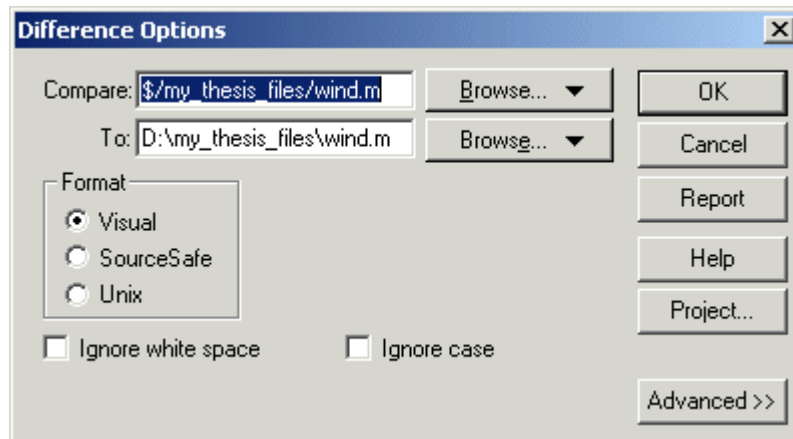 Difference Options
Compare: $/my_thesis_files/wind.m Browse... OK
To: D:\my_thesis_files\wind.m Browse... Cancel
Format Report
Visual
SourceSafe Help
Unix Project...
Ignore white space Ignore case
Advanced >>